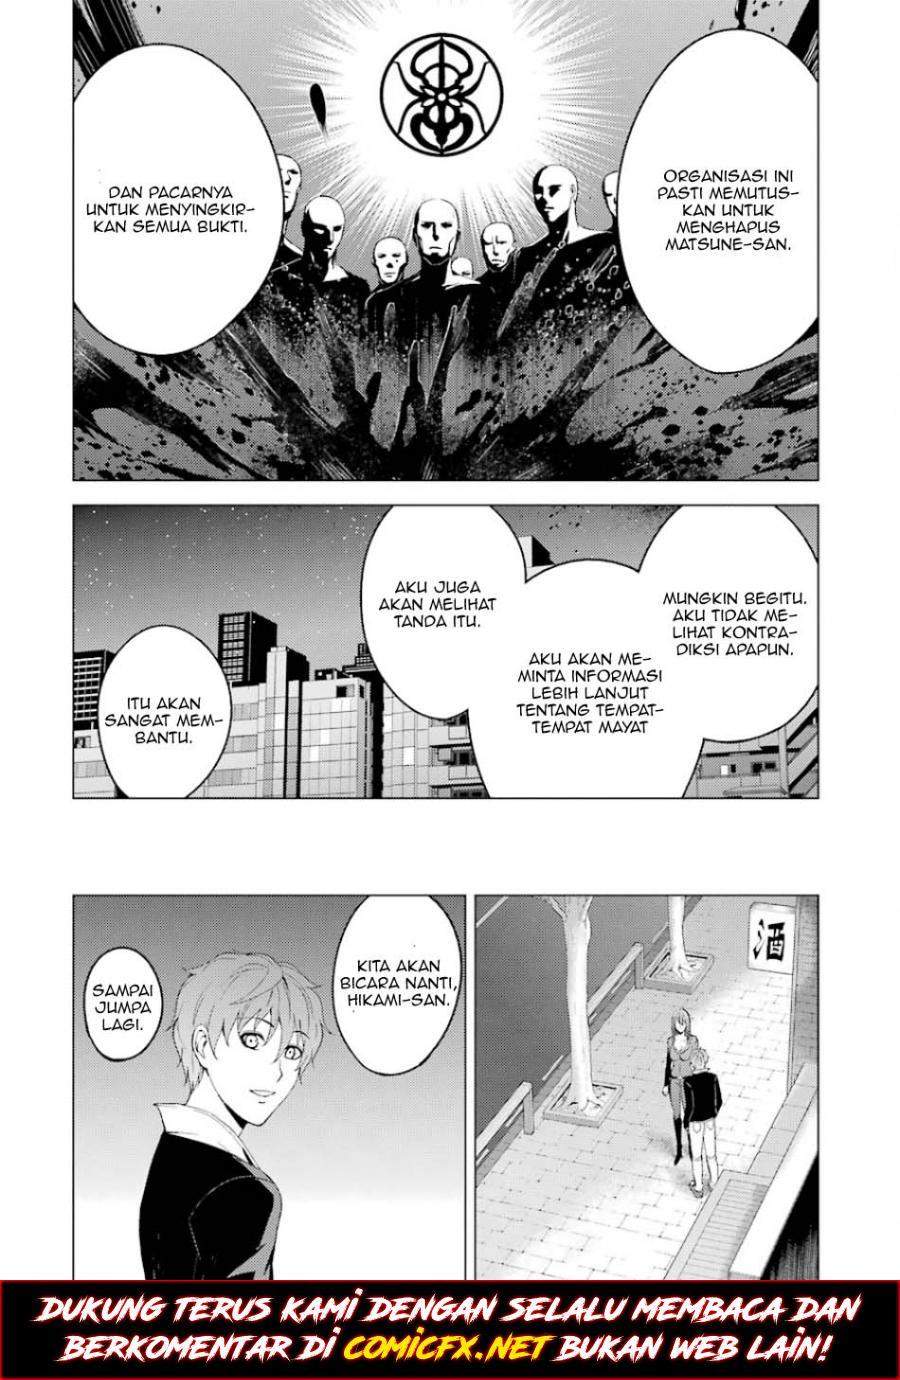 ORGANISASI INI
PASTI MEMUTUS-
KAN UNTUK
MENGHAPUS
MATSUNE-SAN.
DAN PACARNYA
UNTUK MENYINGKIR-
KAN SEMUA BUKTI.
MUNGKIN BEGITU.
AKU TIDAK ME-
LIHAT KONTRA-
DIKSI APAPUN.
AKU AKAN ME-
MINTA INFORMASI
LEBIH LANJUT
TENTANG TEMPAT-
TEMPAT MAYAT
AKU JUGA
AKAN MELIHAT
TANDA ITU.
ITU AKAN
SANGAT MEM-
BANTU.
酒
KITA AKAN
BICARA NANTI,
HIKAMI-SAN.
SAMPAI
JUMPA
LAGI.
DUKUNG TERUS KAMI DENGAN SELALU MEMBACA DAN
BERKOMENTAR DI COMICFX.NET BUKAN WEB LAIN!